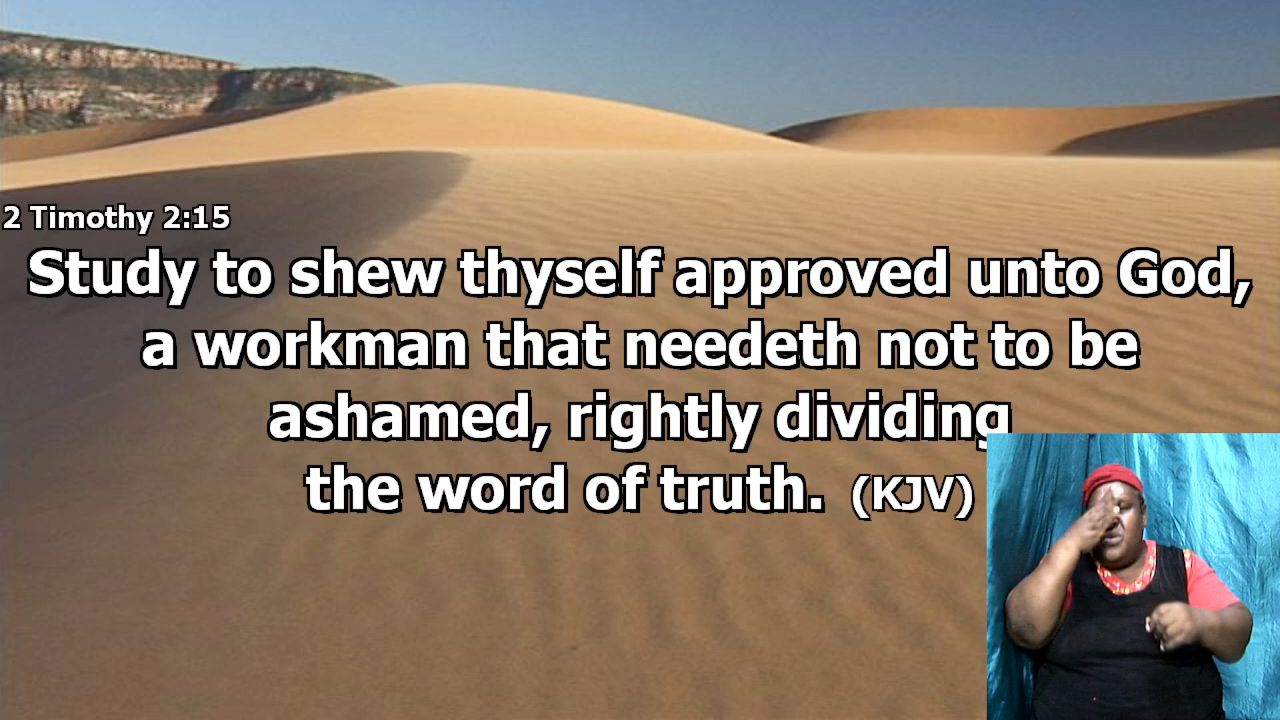 2 Timothy 2:15
Study to shew thyself approved unto God,
a workman that needeth not to be
ashamed, rightly dividing
the word of truth. (KJV)